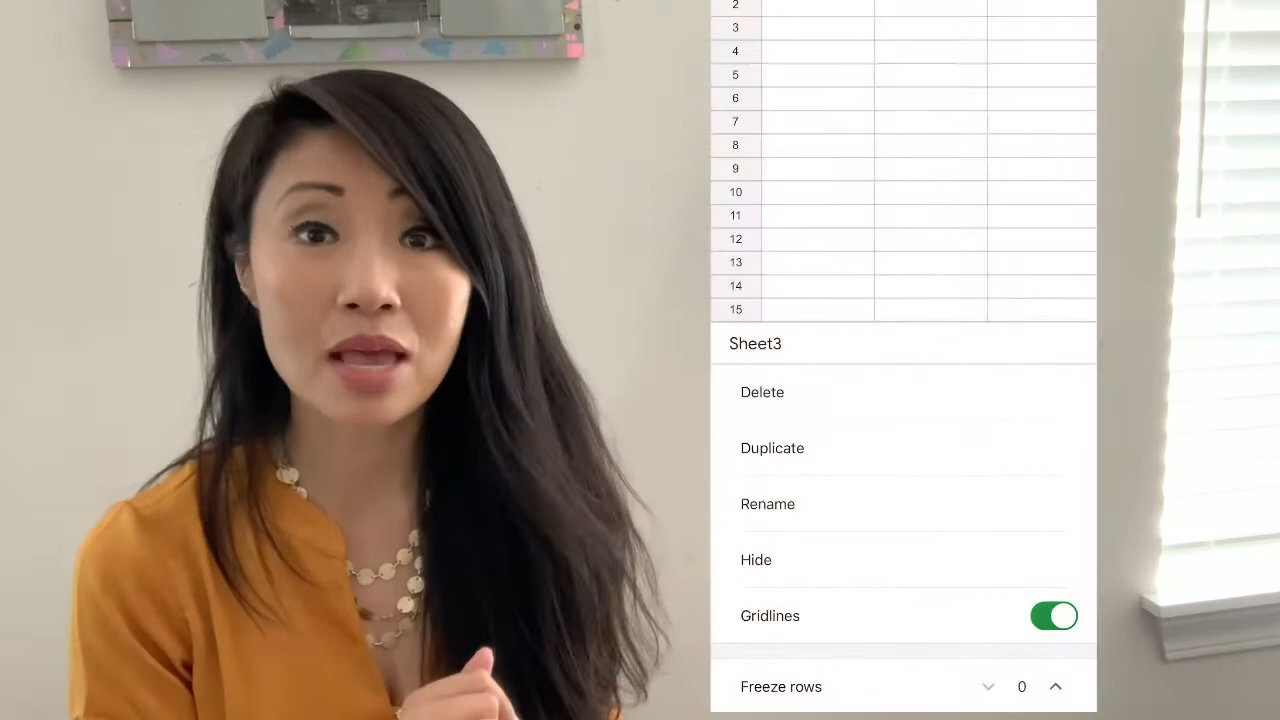 2
3
4
5
6
7
8
9
10
11
12
13
14
15
Sheet3
Delete
Duplicate
Rename
Hide
Gridlines
Freeze rows 0